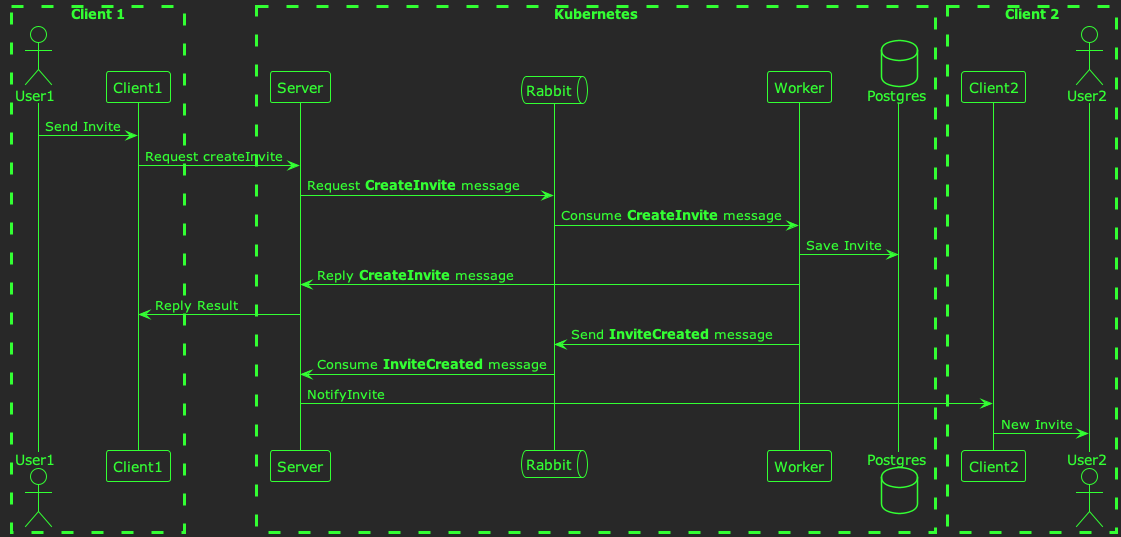 Client 1
Kubernetes
Client 2
User1
Client1
Server
Rabbit
Worker
Postgres
Client2
User2
Send Invite
Request createInvite
Request CreateInvite message
Consume CreateInvite message
Save Invite
Reply CreateInvite message
Reply Result
Send InviteCreated message
Consume InviteCreated message
NotifyInvite
New Invite
User1
Client1
Server
Rabbit
Worker
Postgres
Client2
User2